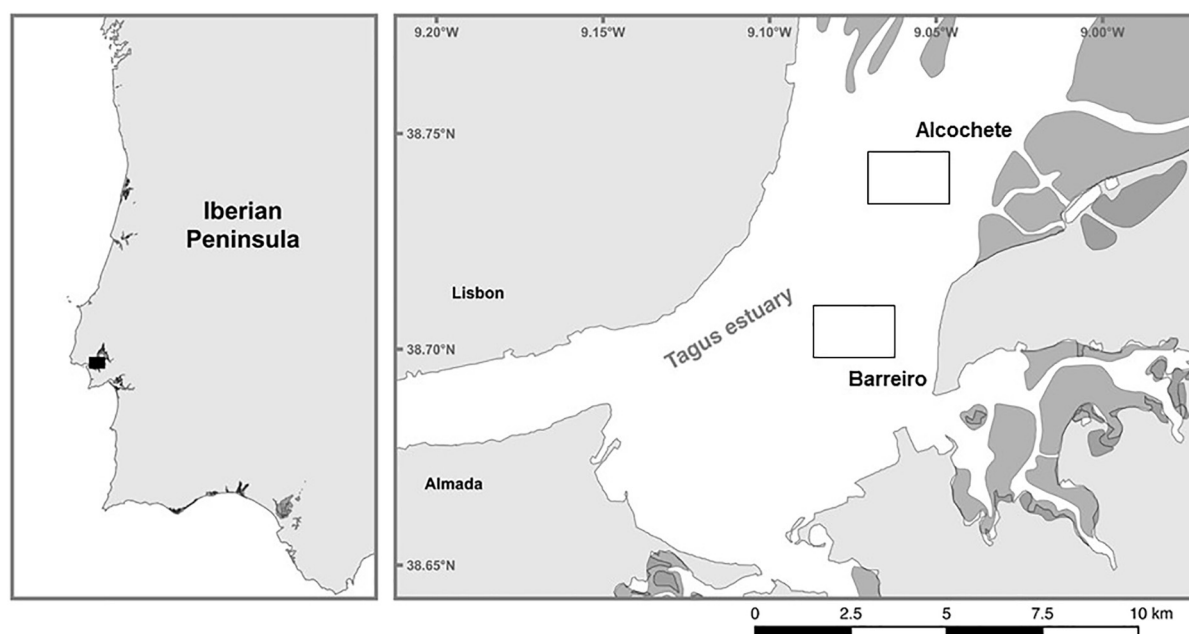 Iberian
Peninsula
9.20°W 9.15°W 9.10°W 9.05°W 9.00°W
38.75°N
Alcochete
Lisbon
Tagus estuary
38.70°N
Barreiro
Almada
38.65°N
0 2.5 5 7.5 10 km